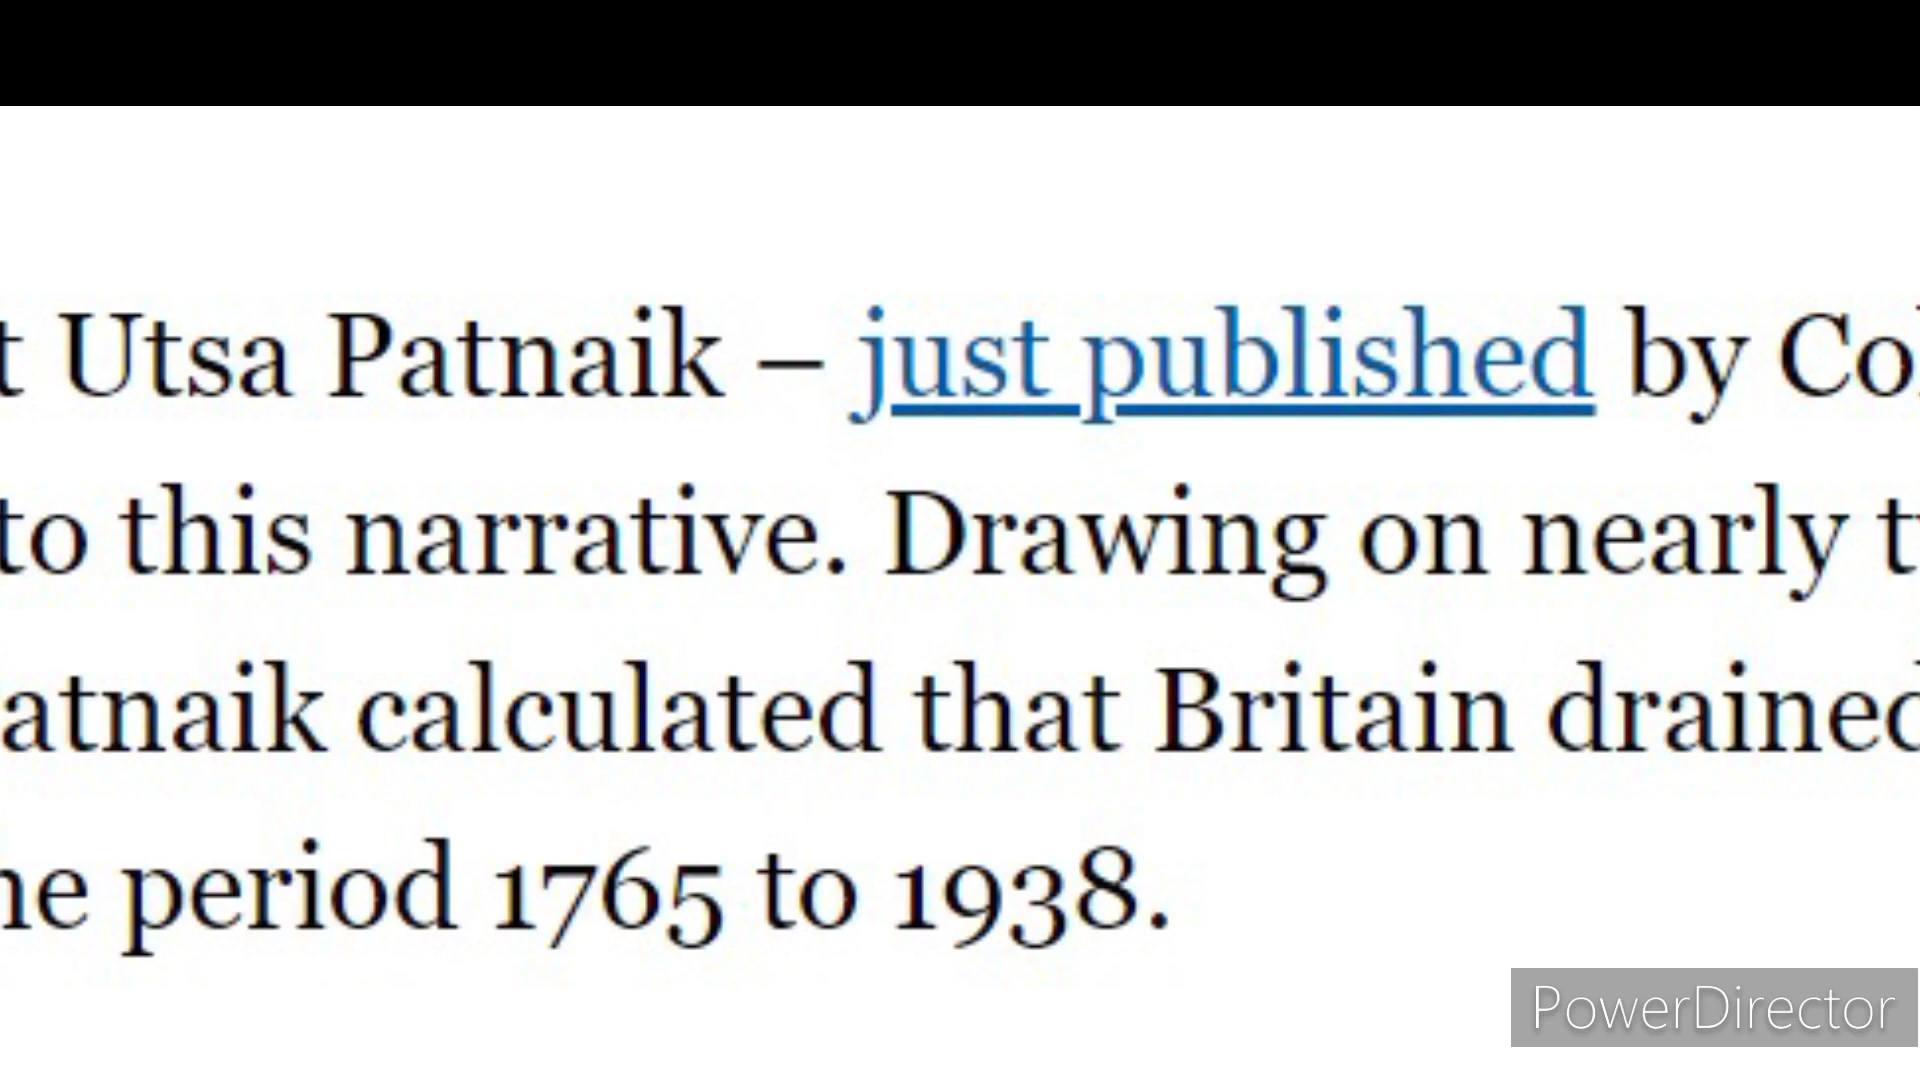 t Utsa Patnaik – just published by Co
to this narrative. Drawing on nearly t
atnaik calculated that Britain drained
he period 1765 to 1938.
PowerDirector